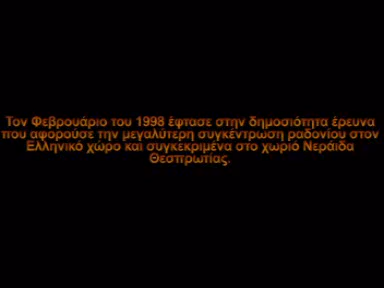 Τον Φεβρουάριο του 1998 έφτασε στην δημοσιότητα έρευνα
που αφορούσε την μεγαλύτερη συγκέντρωση ραδονίου στον
Ελληνικό χώρο και συγκεκριμένα στο χωριό Νεράιδα
Θεσπρωτίας.